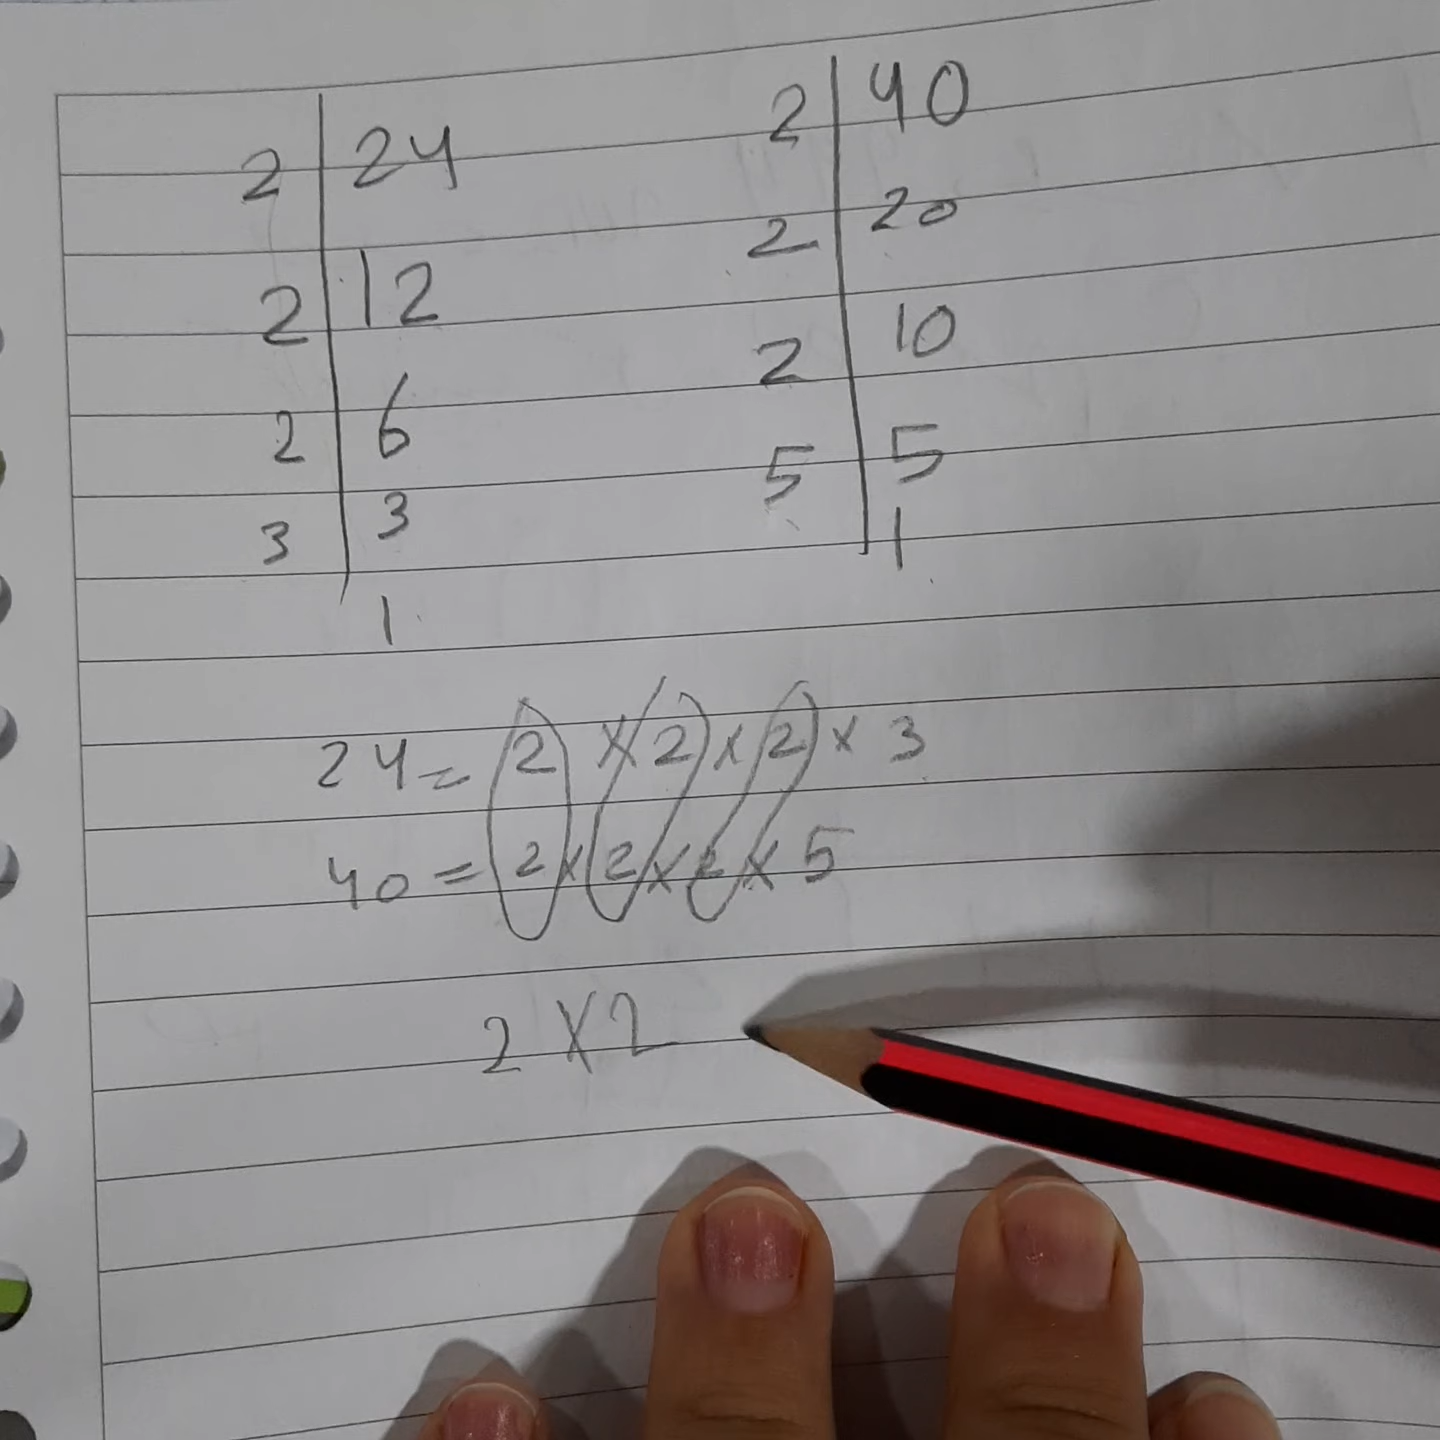 2 | 24
2 | 12
2 | 6
3 | 3
1
2 | 40
2 | 20
2 | 10
5 | 5
1
24 = 2 × 2 × 2 × 3
40 = 2 × 2 × 2 × 5
2 × 2